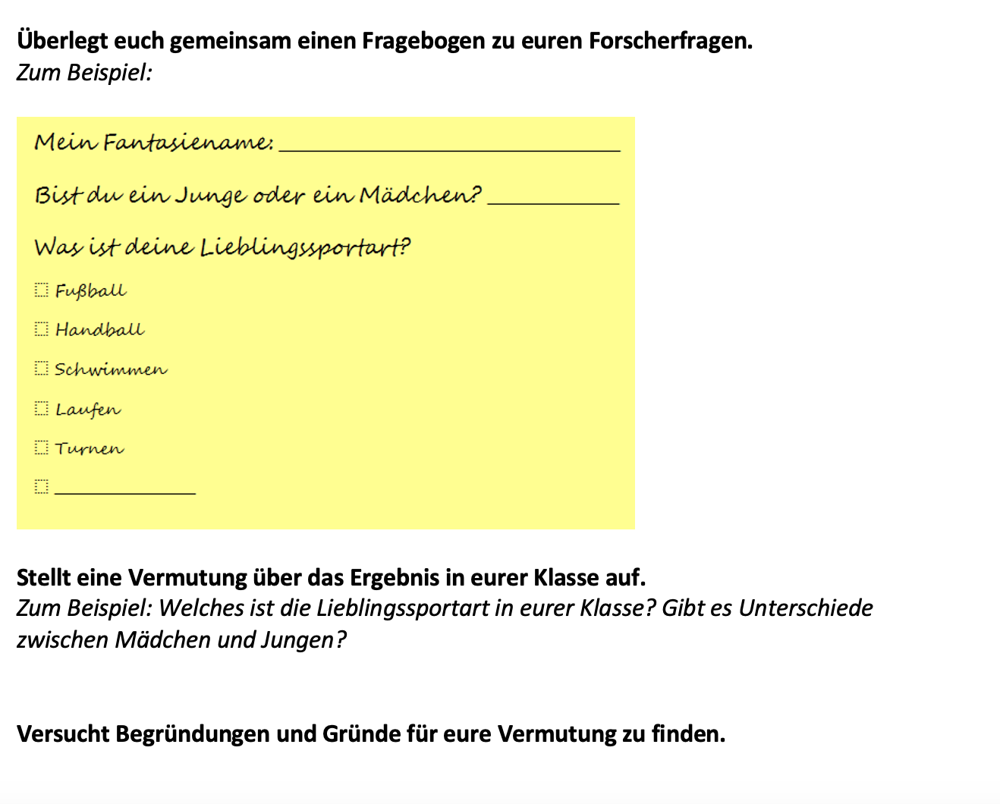 Überlegt euch gemeinsam einen Fragebogen zu euren Forscherfragen.
Zum Beispiel:
Mein Fantasiename: ______________________
Bist du ein Junge oder ein Mädchen? __________
Was ist deine Lieblingssportart?
☐ Fußball
☐ Handball
☐ Schwimmen
☐ Laufen
☐ Turnen
☐ ____________
Stellt eine Vermutung über das Ergebnis in eurer Klasse auf.
Zum Beispiel: Welches ist die Lieblingssportart in eurer Klasse? Gibt es Unterschiede
zwischen Mädchen und Jungen?
Versucht Begründungen und Gründe für eure Vermutung zu finden.